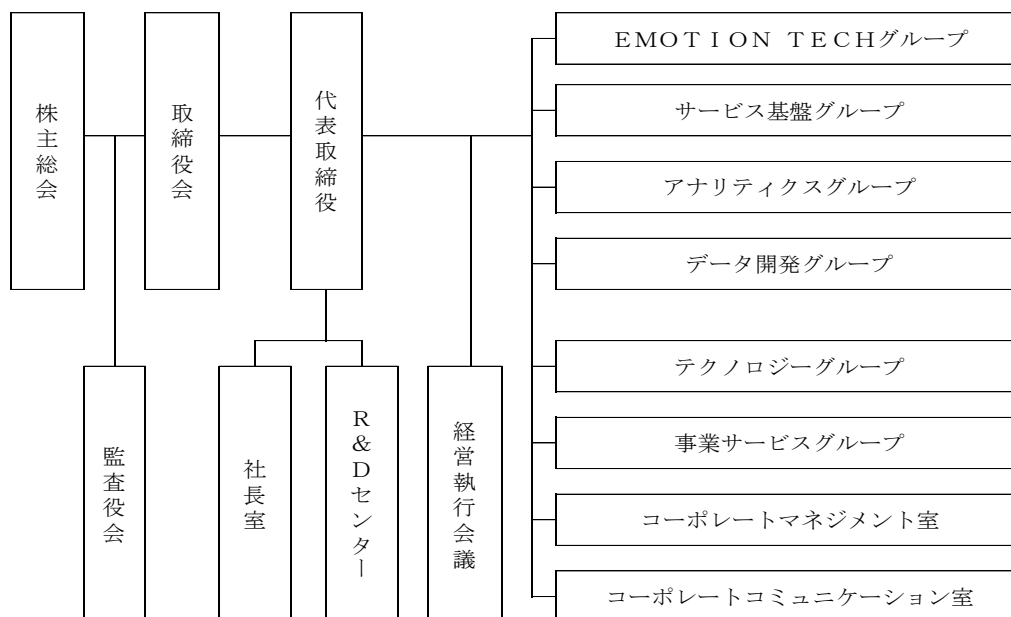 株主総会
取締役会
代表取締役
監査役会
社長室
R&Dセンター
経営執行会議
ＥＭＯＴＩＯＮ ＴＥＣＨグループ
サービス基盤グループ
アナリティクスグループ
データ開発グループ
テクノロジーグループ
事業サービスグループ
コーポレートマネジメント室
コーポレートコミュニケーション室